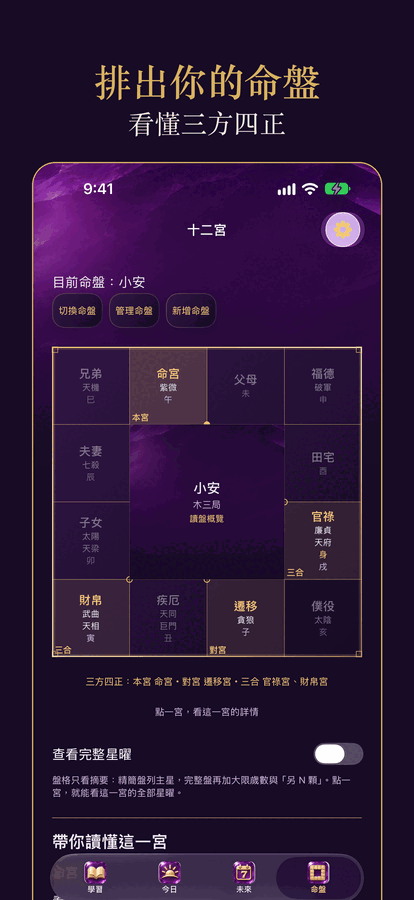 排出你的命盤
看懂三方四正
9:41
十二宮
目前命盤：小安
切換命盤
管理命盤
新增命盤
兄弟
天機
巳
命宮
紫微
午
本宮
父母
未
福德
破軍
申
夫妻
七殺
辰
小安
木三局
讀盤概覽
田宅
酉
子女
太陽
天梁
卯
官祿
廉貞
天府
身
戌
三合
財帛
武曲
天相
寅
三合
疾厄
天同
巨門
丑
遷移
貪狼
子
對宮
僕役
太陰
亥
三方四正：本宮 命宮・對宮 遷移宮・三合 官祿宮、財帛宮
點一宮，看這一宮的詳情
查看完整星曜
盤格只看摘要：精簡盤列主星，完整盤再加大限歲數與「另 N 顆」。點一
宮，就能看這一宮的全部星曜。
帶你讀懂這一宮
學習
今日
7
未來
命盤